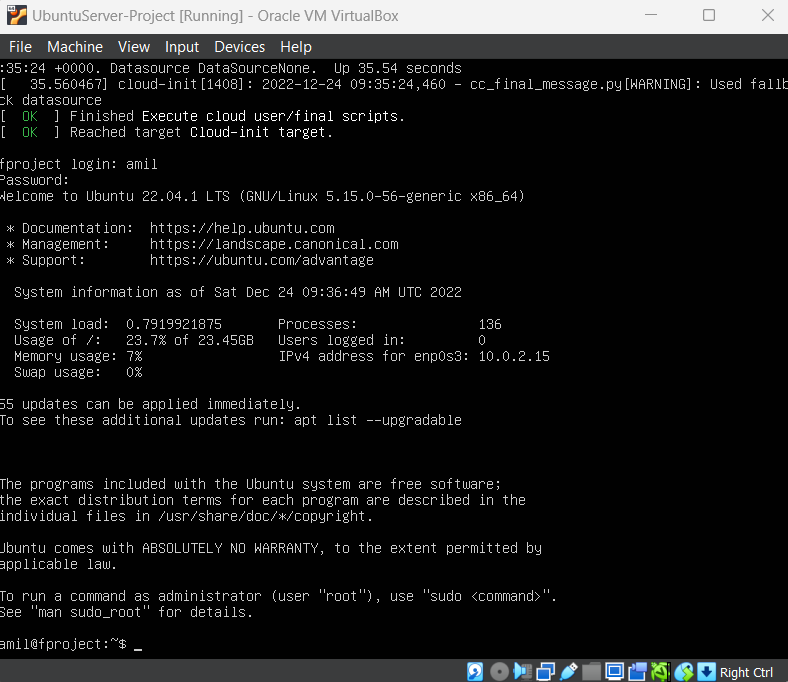 UbuntuServer-Project [Running] - Oracle VM VirtualBox
File Machine View Input Devices Help
:35:24 +0000. Datasource DataSourceNone.  Up 35.54 seconds
[   35.560467] cloud-init[1408]: 2022-12-24 09:35:24,460 - cc_final_message.py[WARNING]: Used fallb
ck datasource
[  OK  ] Finished Execute cloud user/final scripts.
[  OK  ] Reached target Cloud-init target.
fproject login: amil
Password:
Welcome to Ubuntu 22.04.1 LTS (GNU/Linux 5.15.0-56-generic x86_64)
* Documentation:  https://help.ubuntu.com
* Management:     https://landscape.canonical.com
* Support:        https://ubuntu.com/advantage
System information as of Sat Dec 24 09:36:49 AM UTC 2022
System load:  0.7919921875       Processes:               136
Usage of /:   23.7% of 23.45GB   Users logged in:         0
Memory usage: 7%                 IPv4 address for enp0s3: 10.0.2.15
Swap usage:   0%
55 updates can be applied immediately.
To see these additional updates run: apt list --upgradable
The programs included with the Ubuntu system are free software;
the exact distribution terms for each program are described in the
individual files in /usr/share/doc/*/copyright.
Ubuntu comes with ABSOLUTELY NO WARRANTY, to the extent permitted by
applicable law.
To run a command as administrator (user "root"), use "sudo <command>".
See "man sudo_root" for details.
amil@fproject:~$ _
Right Ctrl